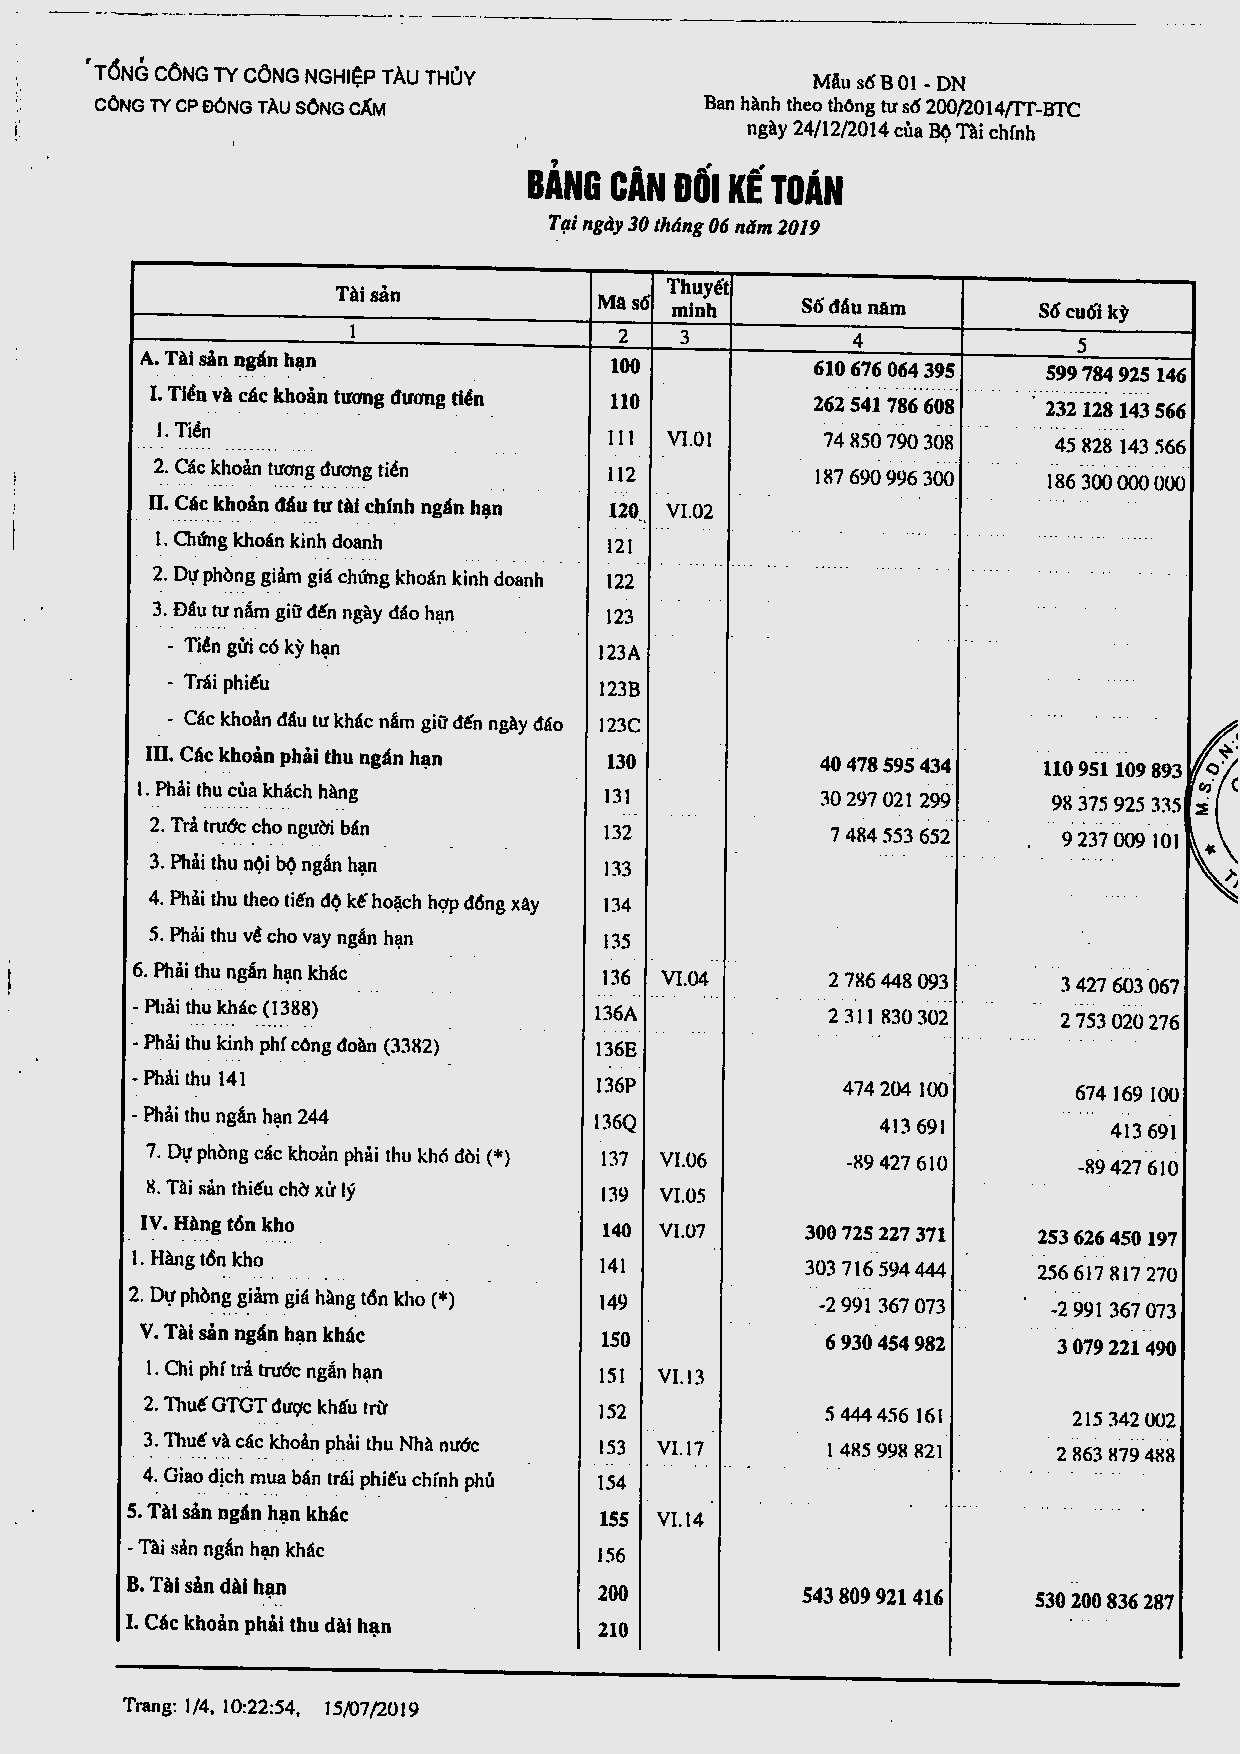 TỔNG CÔNG TY CÔNG NGHIỆP TÀU THỦY
CÔNG TY CP ĐÓNG TÀU SÔNG CẤM
Mẫu số B 01 - DN
Ban hành theo thông tư số 200/2014/TT-BTC
ngày 24/12/2014 của Bộ Tài chính
BẢNG CÂN ĐỐI KẾ TOÁN
Tại ngày 30 tháng 06 năm 2019
Tài sản Mã số Thuyết minh Số đầu năm Số cuối kỳ
1 2 3 4 5
A. Tài sản ngắn hạn 100 610 676 064 395 599 784 925 146
I. Tiền và các khoản tương đương tiền 110 262 541 786 608 232 128 143 566
1. Tiền 111 VI.01 74 850 790 308 45 828 143 566
2. Các khoản tương đương tiền 112 187 690 996 300 186 300 000 000
II. Các khoản đầu tư tài chính ngắn hạn 120 VI.02
1. Chứng khoán kinh doanh 121
2. Dự phòng giảm giá chứng khoán kinh doanh 122
3. Đầu tư nắm giữ đến ngày đáo hạn 123
- Tiền gửi có kỳ hạn 123A
- Trái phiếu 123B
- Các khoản đầu tư khác nắm giữ đến ngày đáo 123C
III. Các khoản phải thu ngắn hạn 130 40 478 595 434 110 951 109 893
1. Phải thu của khách hàng 131 30 297 021 299 98 375 925 335
2. Trả trước cho người bán 132 7 484 553 652 9 237 009 101
3. Phải thu nội bộ ngắn hạn 133
4. Phải thu theo tiến độ kế hoạch hợp đồng xây 134
5. Phải thu về cho vay ngắn hạn 135
6. Phải thu ngắn hạn khác 136 VI.04 2 786 448 093 3 427 603 067
- Phải thu khác (1388) 136A 2 311 830 302 2 753 020 276
- Phải thu kinh phí công đoàn (3382) 136E
- Phải thu 141 136P 474 204 100 674 169 100
- Phải thu ngắn hạn 244 136Q 413 691 413 691
7. Dự phòng các khoản phải thu khó đòi (*) 137 VI.06 -89 427 610 -89 427 610
8. Tài sản thiếu chờ xử lý 139 VI.05
IV. Hàng tồn kho 140 VI.07 300 725 227 371 253 626 450 197
1. Hàng tồn kho 141 303 716 594 444 256 617 817 270
2. Dự phòng giảm giá hàng tồn kho (*) 149 -2 991 367 073 -2 991 367 073
V. Tài sản ngắn hạn khác 150 6 930 454 982 3 079 221 490
1. Chi phí trả trước ngắn hạn 151 VI.13
2. Thuế GTGT được khấu trừ 152 5 444 456 161 215 342 002
3. Thuế và các khoản phải thu Nhà nước 153 VI.17 1 485 998 821 2 863 879 488
4. Giao dịch mua bán trái phiếu chính phủ 154
5. Tài sản ngắn hạn khác 155 VI.14
- Tài sản ngắn hạn khác 156
B. Tài sản dài hạn 200 543 809 921 416 530 200 836 287
I. Các khoản phải thu dài hạn 210
M.S.D.N:
Trang: 1/4, 10:22:54, 15/07/2019